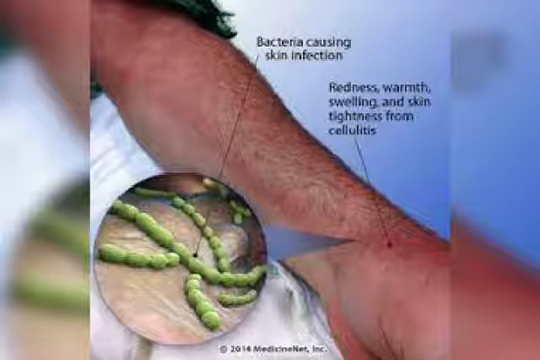 Bacteria causing
skin infection
Redness, warmth,
swelling, and skin
tightness from
cellulitis
© 2014 MedicineNet, Inc.